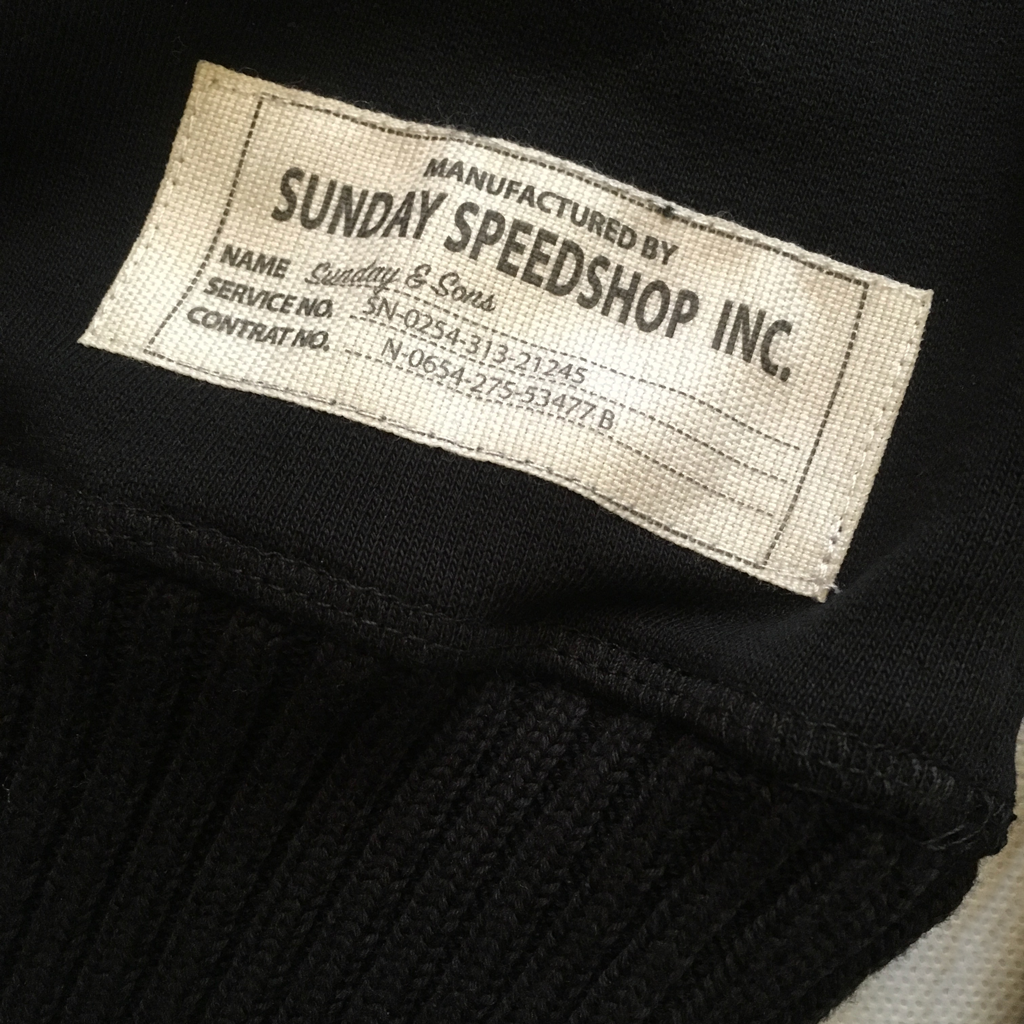 MANUFACTURED BY
SUNDAY SPEEDSHOP INC.
NAME Sunday & Sons
SERVICE NO. SN-0254-313-21245
CONTRAT NO. N-0654-275-53477 B